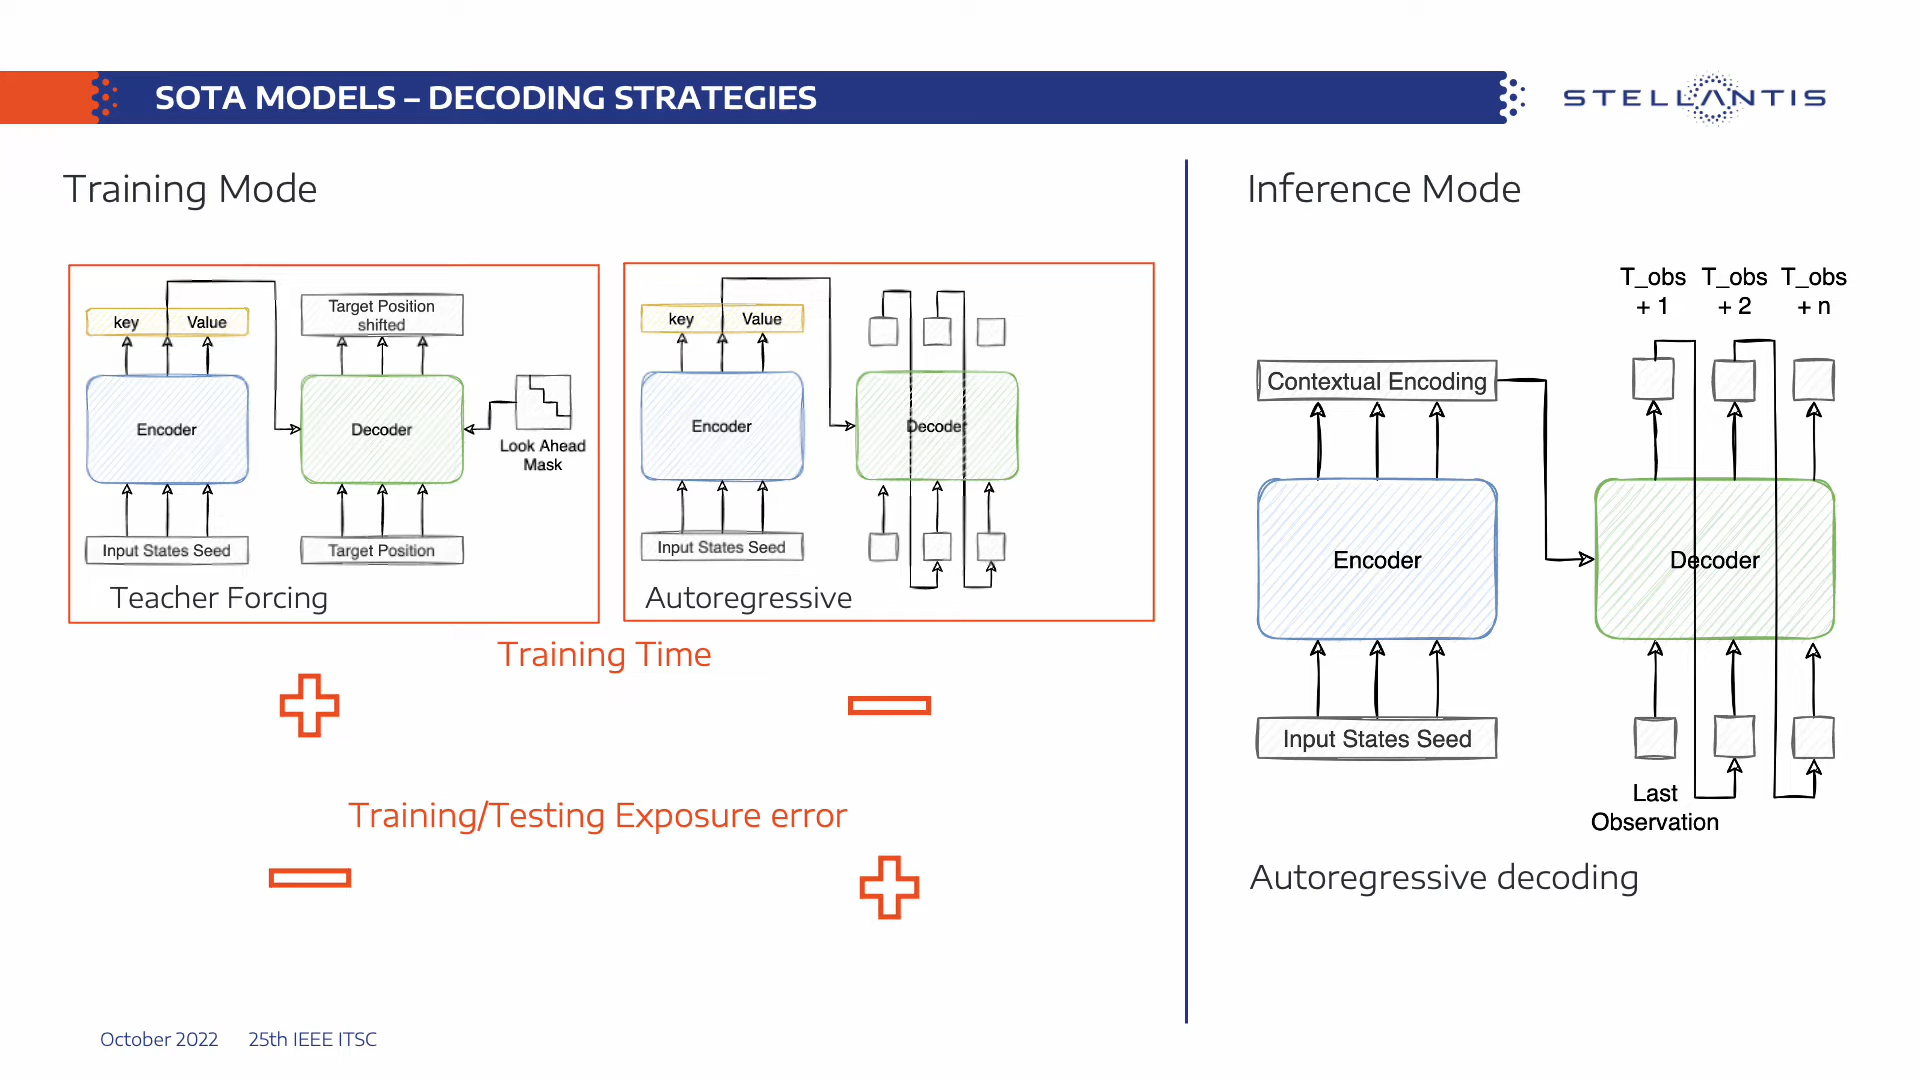 SOTA MODELS – DECODING STRATEGIES
STELLANTIS
Training Mode
key
Value
Target Position
shifted
Encoder
Decoder
Look Ahead
Mask
Input States Seed
Target Position
Teacher Forcing
key
Value
Encoder
Decoder
Input States Seed
Autoregressive
Training Time
Training/Testing Exposure error
Inference Mode
T_obs
+ 1
T_obs
+ 2
T_obs
+ n
Contextual Encoding
Encoder
Decoder
Input States Seed
Last
Observation
Autoregressive decoding
October 2022
25th IEEE ITSC